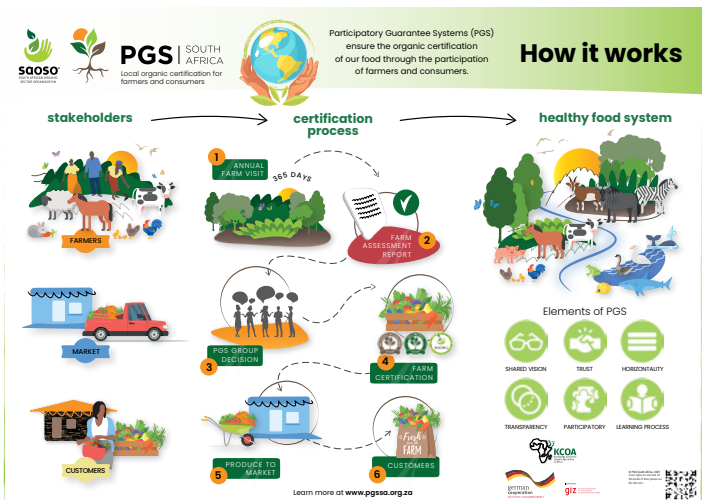 saoso
SOUTH AFRICAN ORGANIC
SECTOR ORGANISATION
PGS SOUTH
AFRICA
Local organic certification for
farmers and consumers
Participatory Guarantee Systems (PGS)
ensure the organic certification
of our food through the participation
of farmers and consumers.
How it works
stakeholders
certification
process
healthy food system
FARMERS
MARKET
CUSTOMERS
1
ANNUAL
FARM VISIT
365 DAYS
FARM
ASSESSMENT
REPORT
2
PGS GROUP
DECISION
3
4
FARM
CERTIFICATION
5
PRODUCE TO
MARKET
Fresh
from the
FARM
6
CUSTOMERS
Elements of PGS
SHARED VISION
TRUST
HORIZONTALITY
TRANSPARENCY
PARTICIPATORY
LEARNING PROCESS
KCOA
german
cooperation
giz
Learn more at www.pgssa.org.za